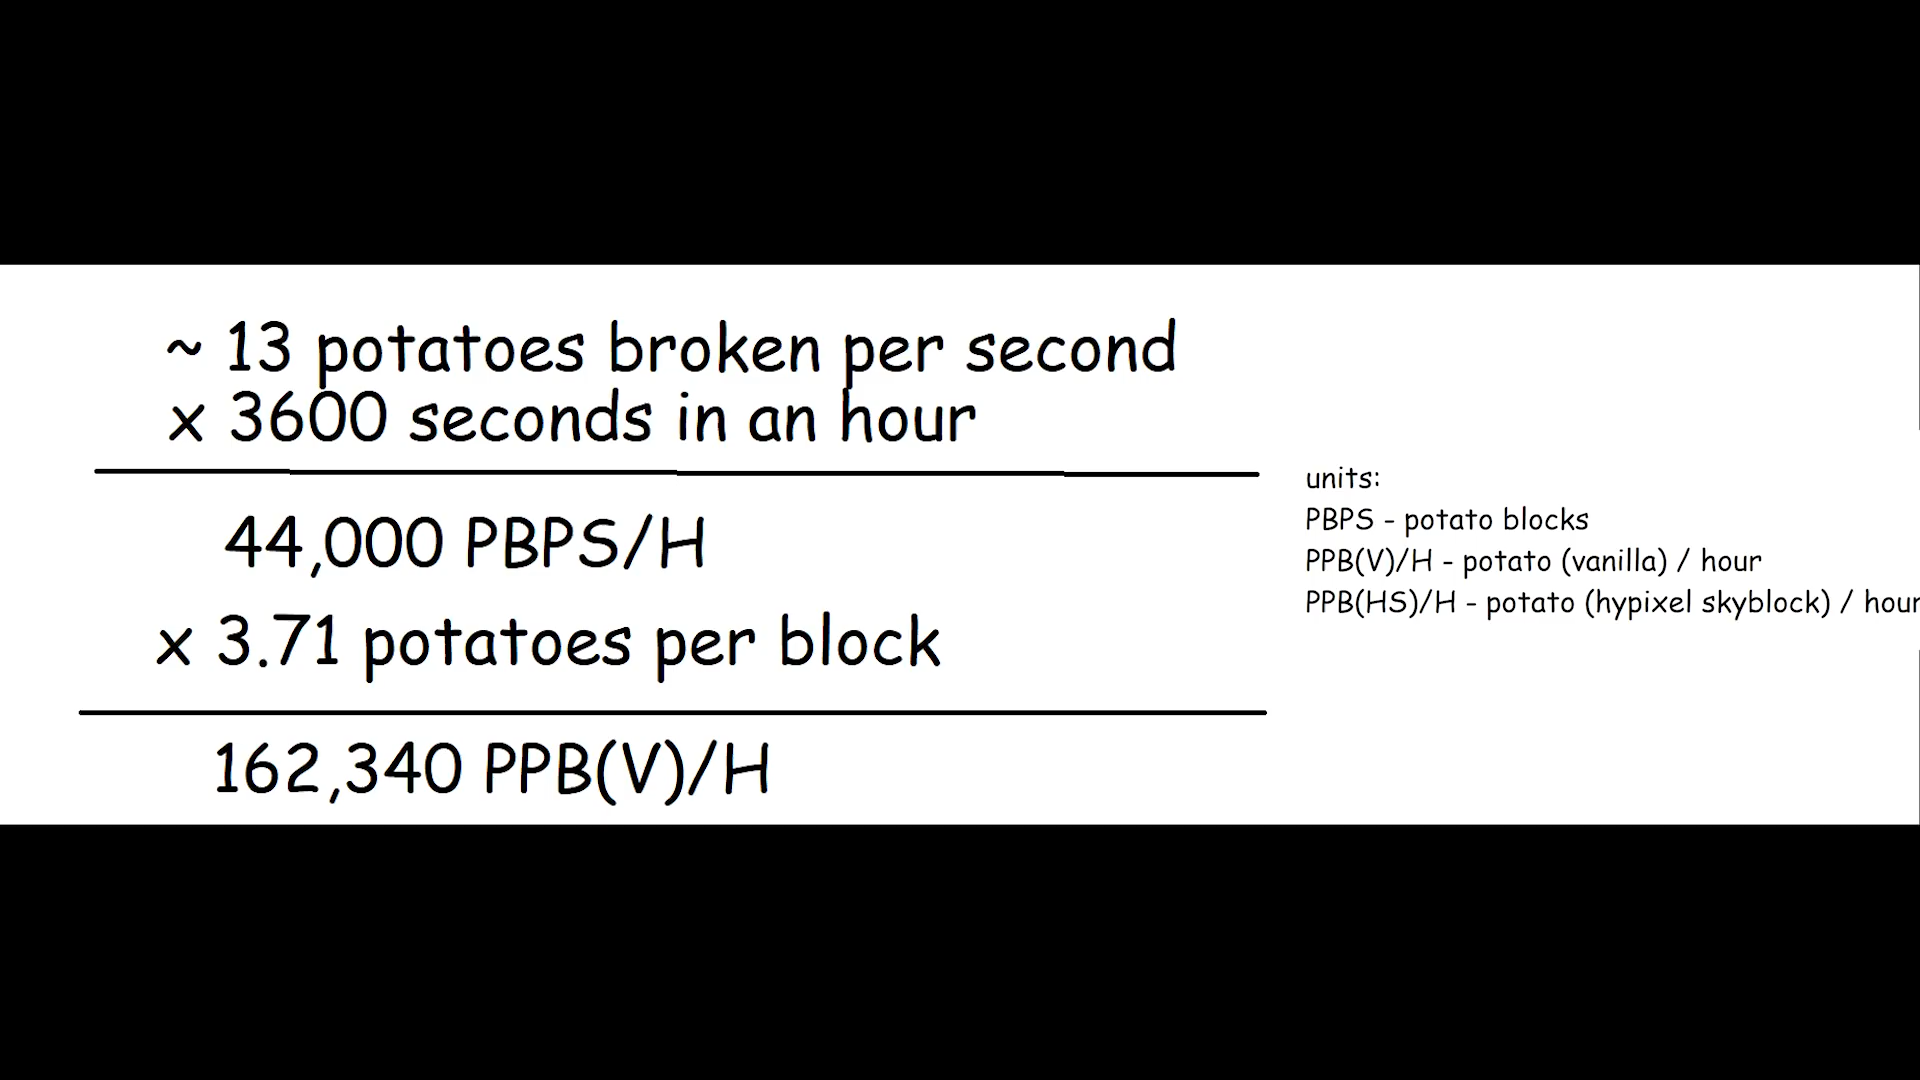 ~ 13 potatoes broken per second
x 3600 seconds in an hour
44,000 PBPS/H
x 3.71 potatoes per block
162,340 PPB(V)/H
units:
PBPS - potato blocks
PPB(V)/H - potato (vanilla) / hour
PPB(HS)/H - potato (hypixel skyblock) / hour